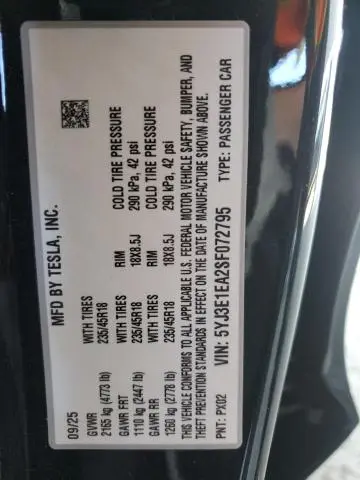 MFD BY TESLA, INC.
09/25
GVWR
2165 kg (4773 lb)
WITH TIRES
235/45R18
RIM
18X8.5J
COLD TIRE PRESSURE
290 kPa, 42 psi
GAWR FRT
1110 kg (2447 lb)
WITH TIRES
235/45R18
RIM
18X8.5J
COLD TIRE PRESSURE
290 kPa, 42 psi
GAWR RR
1260 kg (2778 lb)
THIS VEHICLE CONFORMS TO ALL APPLICABLE U.S. FEDERAL MOTOR VEHICLE SAFETY, BUMPER, AND
THEFT PREVENTION STANDARDS IN EFFECT ON THE DATE OF MANUFACTURE SHOWN ABOVE.
VIN: 5YJ3E1EA2SF072795
PNT: PX02
TYPE: PASSENGER CAR